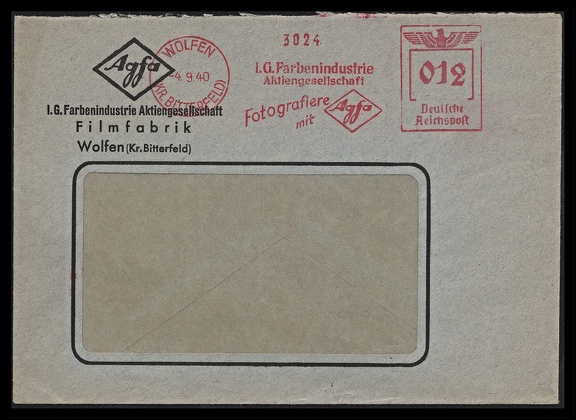 Agfa
I.G. Farbenindustrie Aktiengesellschaft
Filmfabrik
Wolfen (Kr. Bitterfeld)
WOLFEN
-4.9.40
(KR. BITTERFELD)
3024
I.G. Farbenindustrie
Aktiengesellschaft
Fotografiere
mit
Agfa
012
Deutsche
Reichspost